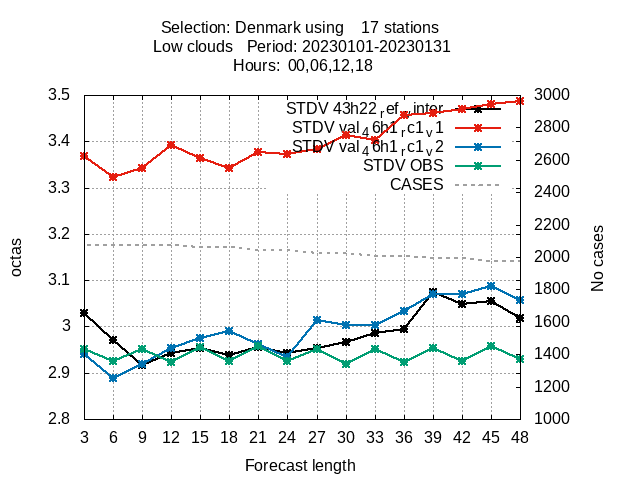 Selection: Denmark using 17 stations
Low clouds Period: 20230101-20230131
Hours: 00,06,12,18
3.5
3.4
3.3
3.2
3.1
3
2.9
2.8
octas
STDV 43h22_ref_winter
STDV val_46h1_rc1_v1
STDV val_46h1_rc1_v2
STDV OBS
CASES
3000
2800
2600
2400
2200
2000
1800
1600
1400
1200
1000
No cases
3 6 9 12 15 18 21 24 27 30 33 36 39 42 45 48
Forecast length